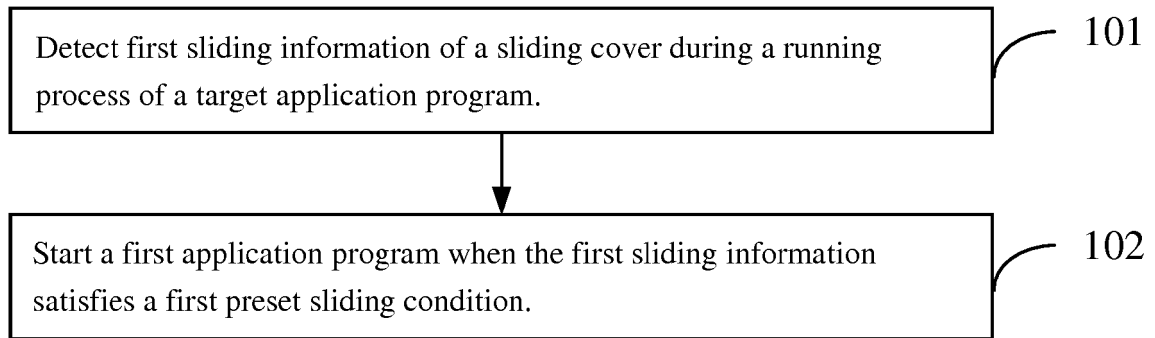 Detect first sliding information of a sliding cover during a running
process of a target application program.
101
Start a first application program when the first sliding information
satisfies a first preset sliding condition.
102